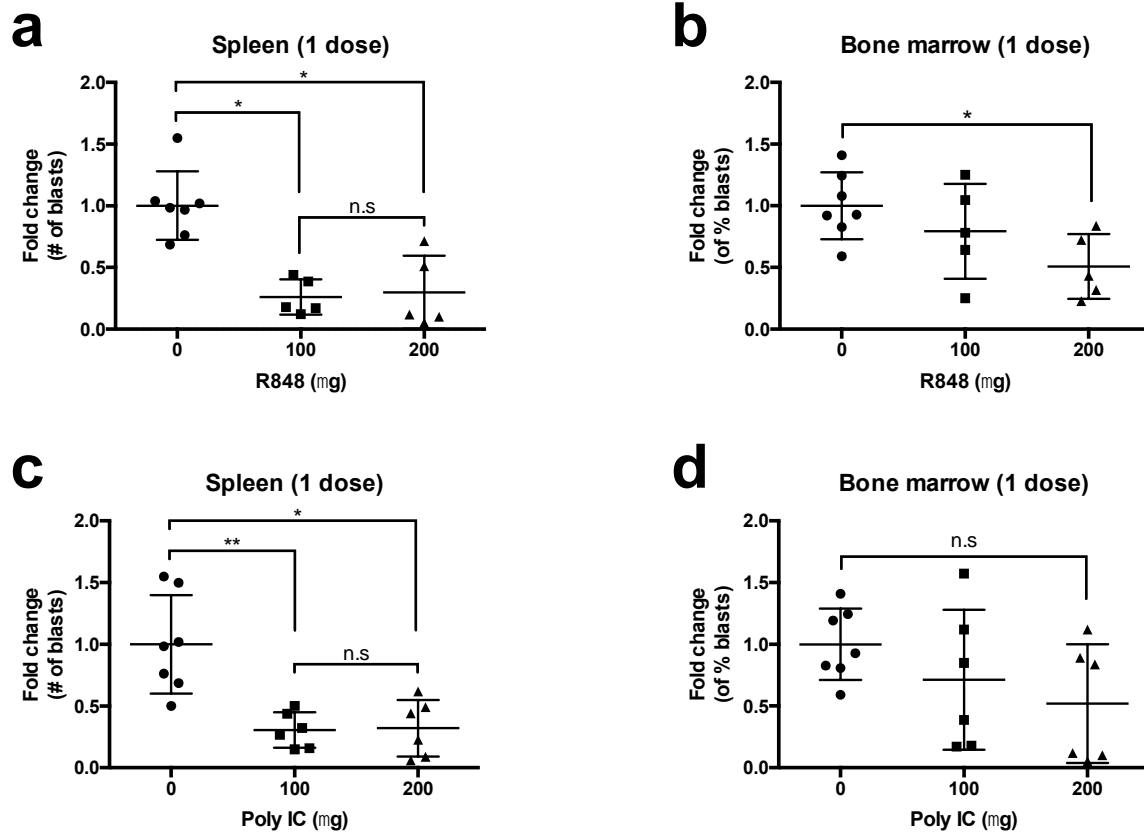 a
Spleen (1 dose)
2.0
1.5
1.0
0.5
0.0
Fold change
(# of blasts)
*
*
n.s
0 100 200
R848 (mg)
b
Bone marrow (1 dose)
2.0
1.5
1.0
0.5
0.0
Fold change
(of % blasts)
*
0 100 200
R848 (mg)
c
Spleen (1 dose)
2.0
1.5
1.0
0.5
0.0
Fold change
(# of blasts)
*
**
n.s
0 100 200
Poly IC (mg)
d
Bone marrow (1 dose)
2.0
1.5
1.0
0.5
0.0
Fold change
(of % blasts)
n.s
0 100 200
Poly IC (mg)